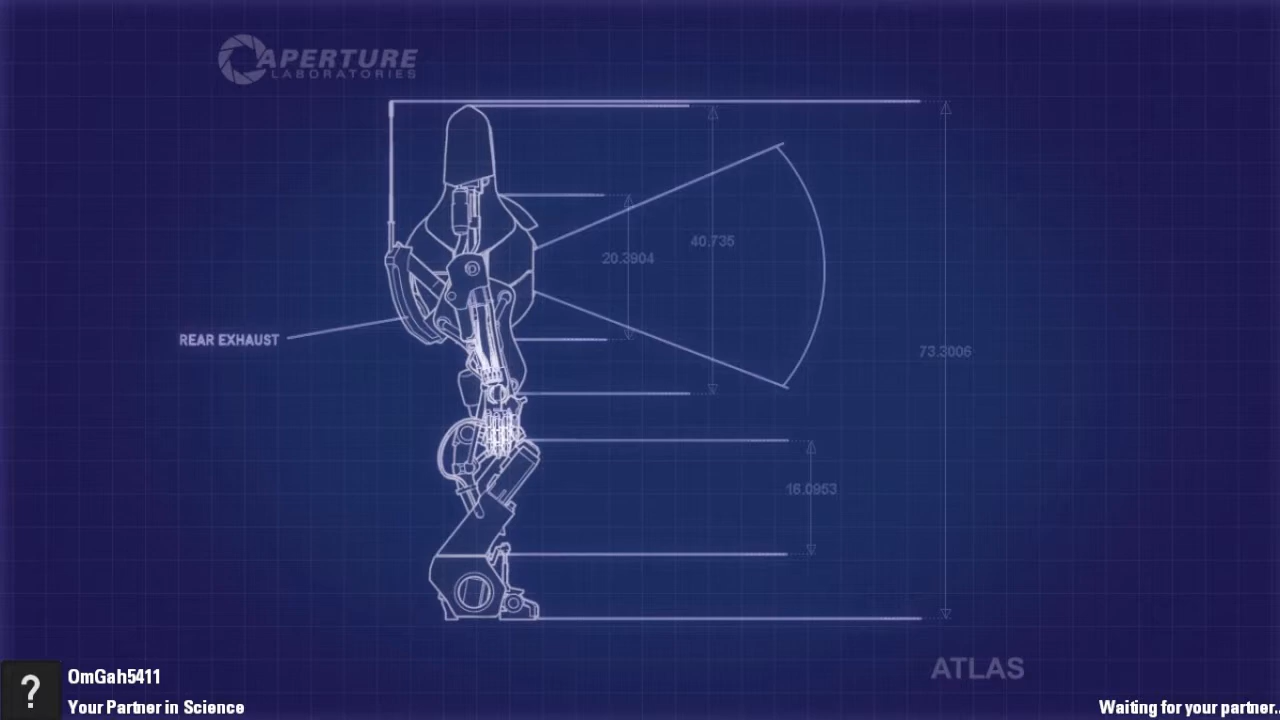 APERTURE
LABORATORIES
40.735
20.3904
REAR EXHAUST
73.3006
16.0953
ATLAS
?
OmGah5411
Your Partner in Science
Waiting for your partner..